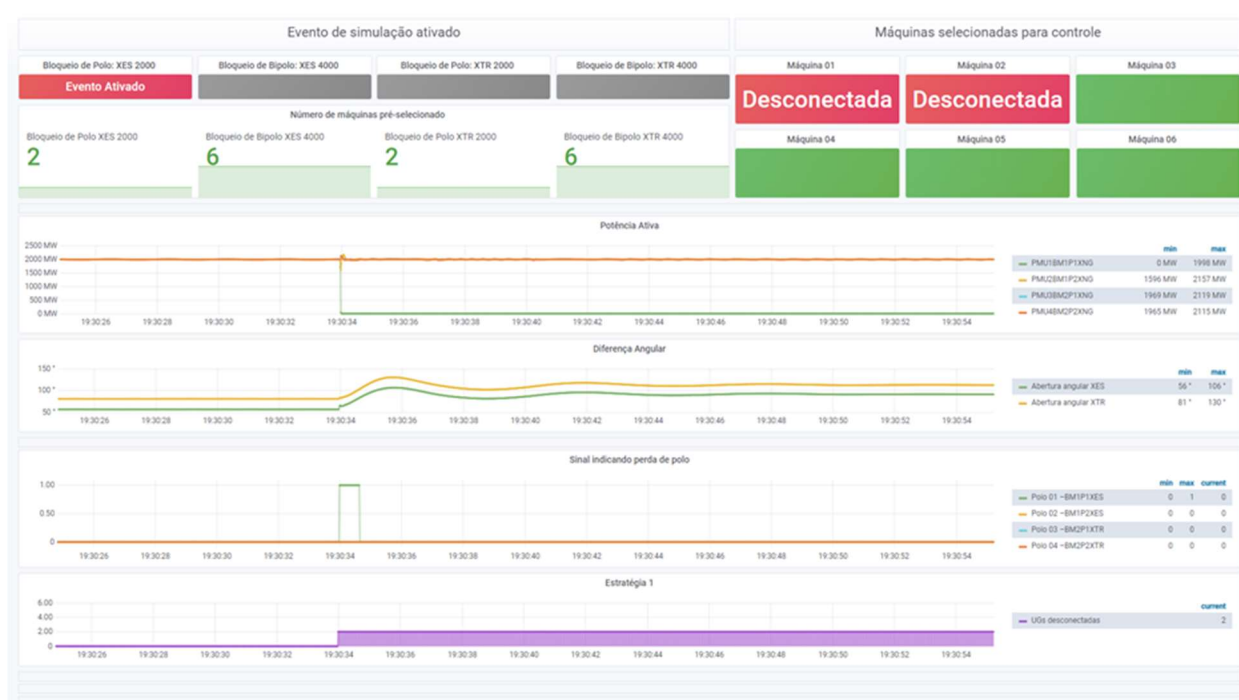 Evento de simulação ativado
Máquinas selecionadas para controle
Bloqueio de Polo: XES 2000
Bloqueio de Bipolo: XES 4000
Bloqueio de Polo: XTR 2000
Bloqueio de Bipolo: XTR 4000
Máquina 01
Máquina 02
Máquina 03
Evento Ativado
Desconectada
Desconectada
Número de máquinas pré-selecionado
Bloqueio de Polo XES 2000
Bloqueio de Bipolo XES 4000
Bloqueio de Polo XTR 2000
Bloqueio de Bipolo XTR 4000
2
6
2
6
Máquina 04
Máquina 05
Máquina 06
Potência Ativa
2500 MW
2000 MW
1500 MW
1000 MW
500 MW
0 MW
19:30:26 19:30:28 19:30:30 19:30:32 19:30:34 19:30:36 19:30:38 19:30:40 19:30:42 19:30:44 19:30:46 19:30:48 19:30:50 19:30:52 19:30:54
min max
PMU1BM1P1XNG 0 MW 1998 MW
PMU2BM1P2XNG 1596 MW 2157 MW
PMU3BM2P1XNG 1969 MW 2119 MW
PMU4BM2P2XNG 1965 MW 2115 MW
Diferença Angular
150 °
100 °
50 °
19:30:26 19:30:28 19:30:30 19:30:32 19:30:34 19:30:36 19:30:38 19:30:40 19:30:42 19:30:44 19:30:46 19:30:48 19:30:50 19:30:52 19:30:54
min max
Abertura angular XES 56 ° 106 °
Abertura angular XTR 81 ° 130 °
Sinal indicando perda de polo
1.00
0.50
0
19:30:26 19:30:28 19:30:30 19:30:32 19:30:34 19:30:36 19:30:38 19:30:40 19:30:42 19:30:44 19:30:46 19:30:48 19:30:50 19:30:52 19:30:54
min max current
Polo 01 –BM1P1XES 0 1 0
Polo 02 –BM1P2XES 0 0 0
Polo 03 –BM2P1XTR 0 0 0
Polo 04 –BM2P2XTR 0 0 0
Estratégia 1
6.00
4.00
2.00
0
19:30:26 19:30:28 19:30:30 19:30:32 19:30:34 19:30:36 19:30:38 19:30:40 19:30:42 19:30:44 19:30:46 19:30:48 19:30:50 19:30:52 19:30:54
current
UGs desconectadas 2